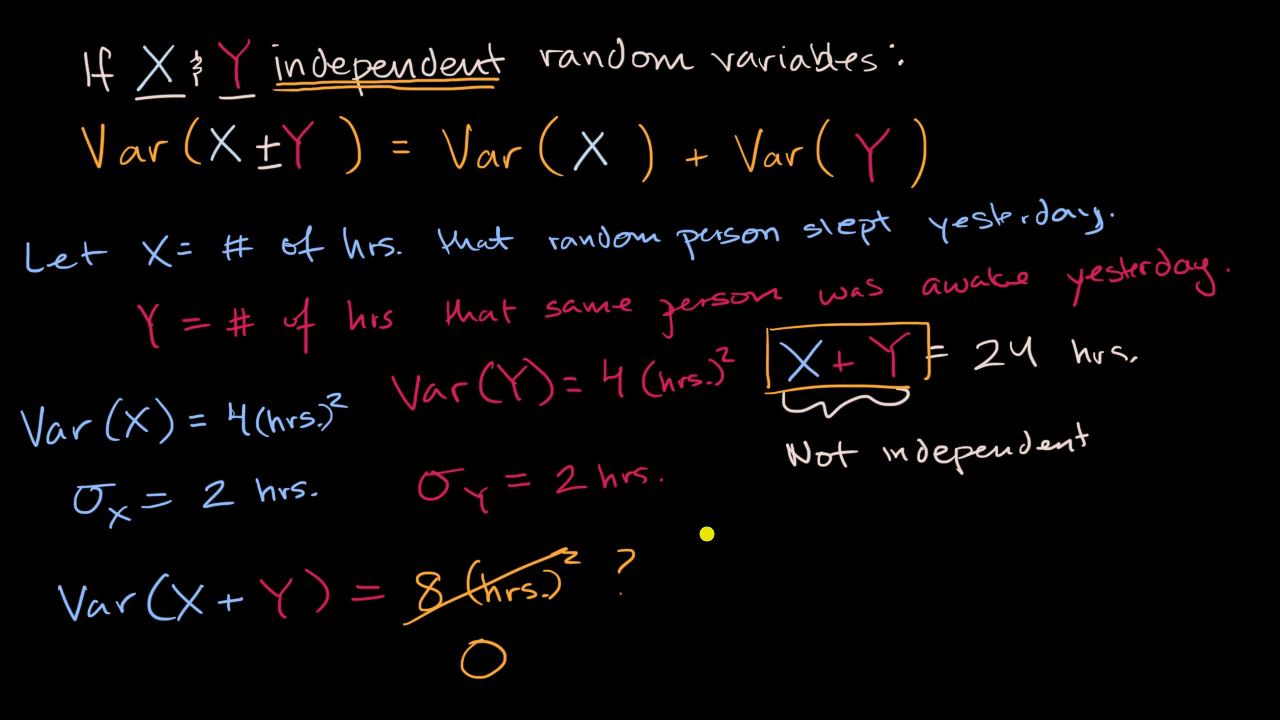 If X & Y independent random variables:
Var(X ± Y) = Var(X) + Var(Y)
Let X = # of hrs. that random person slept yesterday.
Y = # of hrs that same person was awake yesterday.
X + Y = 24 hrs.
Var(X) = 4(hrs.)² Var(Y) = 4 (hrs.)²
Not independent
σ_X = 2 hrs. σ_Y = 2 hrs.
Var(X + Y) = 8 (hrs.)² ?
0